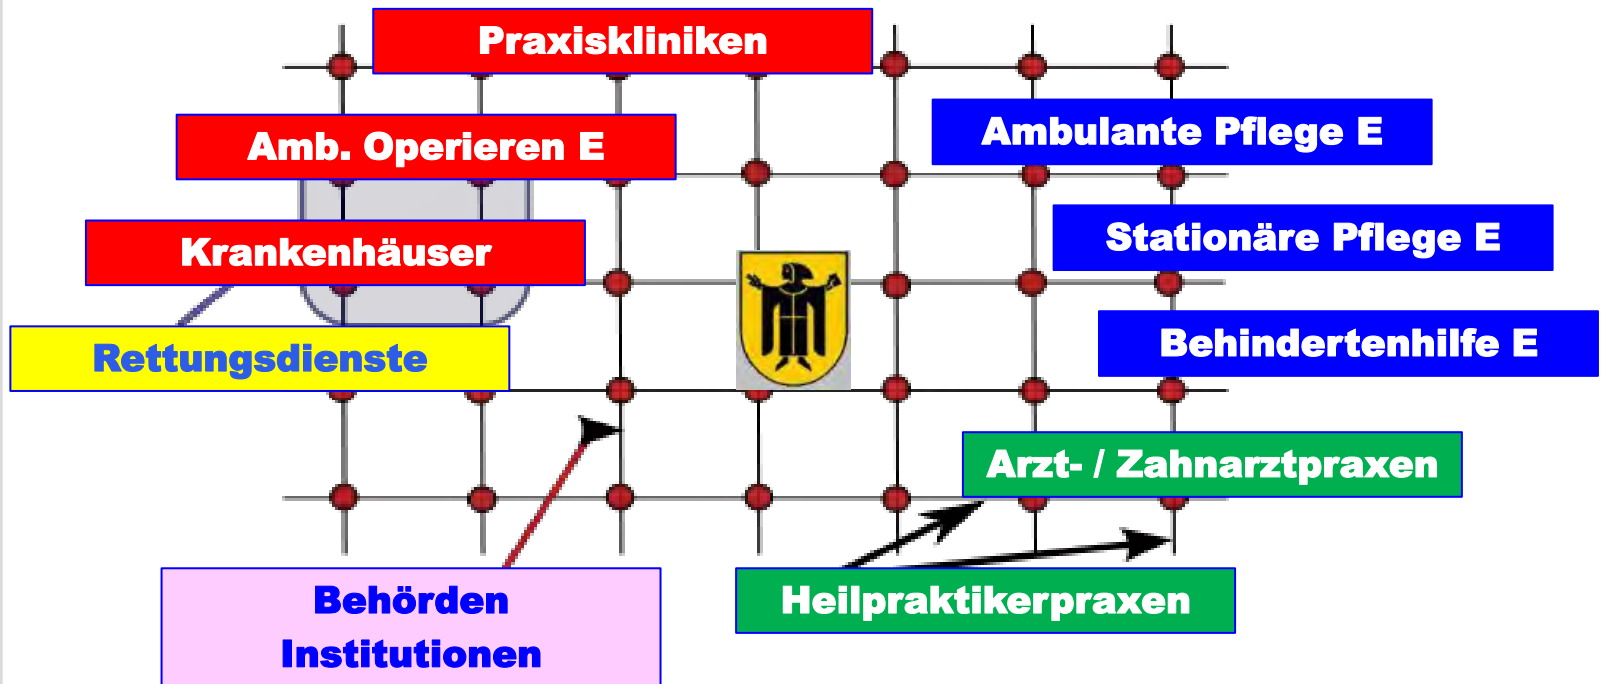 Praxiskliniken
Amb. Operieren E
Ambulante Pflege E
Krankenhäuser
Stationäre Pflege E
Rettungsdienste
Behindertenhilfe E
Arzt- / Zahnarztpraxen
Behörden
Institutionen
Heilpraktikerpraxen